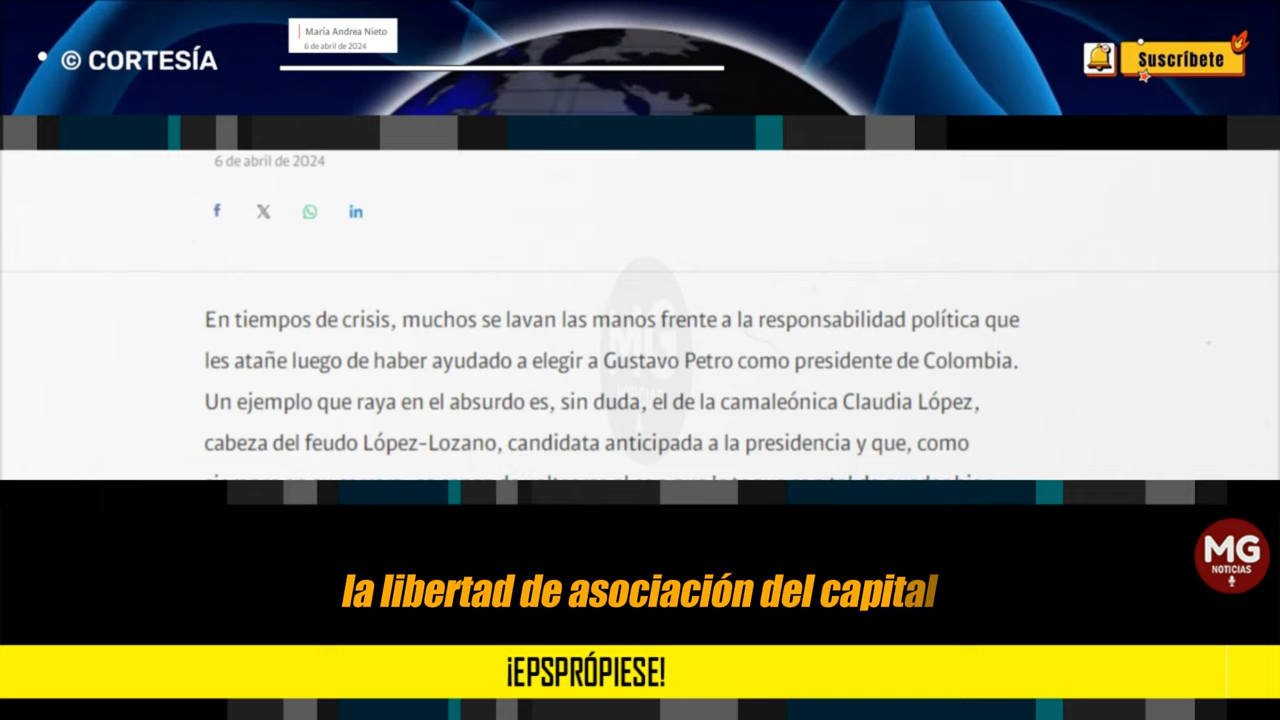 © CORTESÍA
María Andrea Nieto
6 de abril de 2024
Suscríbete
6 de abril de 2024
En tiempos de crisis, muchos se lavan las manos frente a la responsabilidad política que
les atañe luego de haber ayudado a elegir a Gustavo Petro como presidente de Colombia.
Un ejemplo que raya en el absurdo es, sin duda, el de la camaleónica Claudia López,
cabeza del feudo López-Lozano, candidata anticipada a la presidencia y que, como
MG
NOTICIAS
la libertad de asociación del capital
MG
NOTICIAS
¡EPSPRÓPIESE!